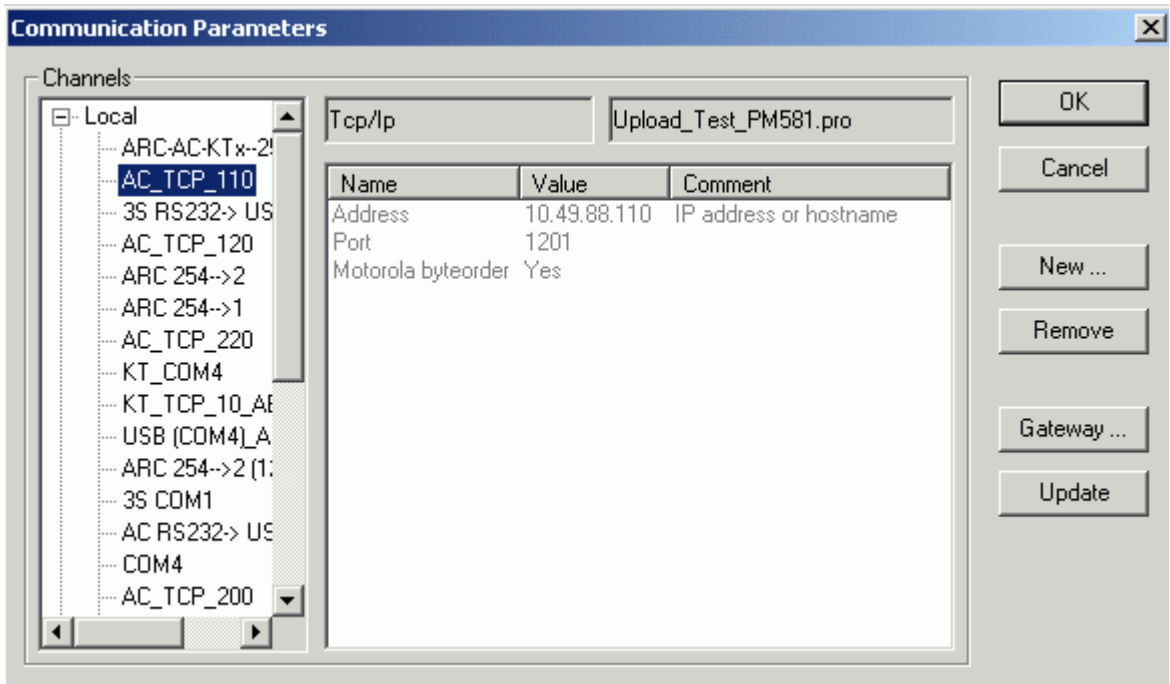 Communication Parameters
Channels
Local
ARC-AC-KTx--25
AC_TCP_110
3S RS232-> US
AC_TCP_120
ARC 254-->2
ARC 254-->1
AC_TCP_220
KT_COM4
KT_TCP_10_AE
USB (COM4)_A
ARC 254-->2 (12
3S COM1
AC RS232-> US
COM4
AC_TCP_200
Tcp/Ip Upload_Test_PM581.pro
Name Value Comment
Address 10.49.88.110 IP address or hostname
Port 1201
Motorola byteorder Yes
OK
Cancel
New ...
Remove
Gateway ...
Update